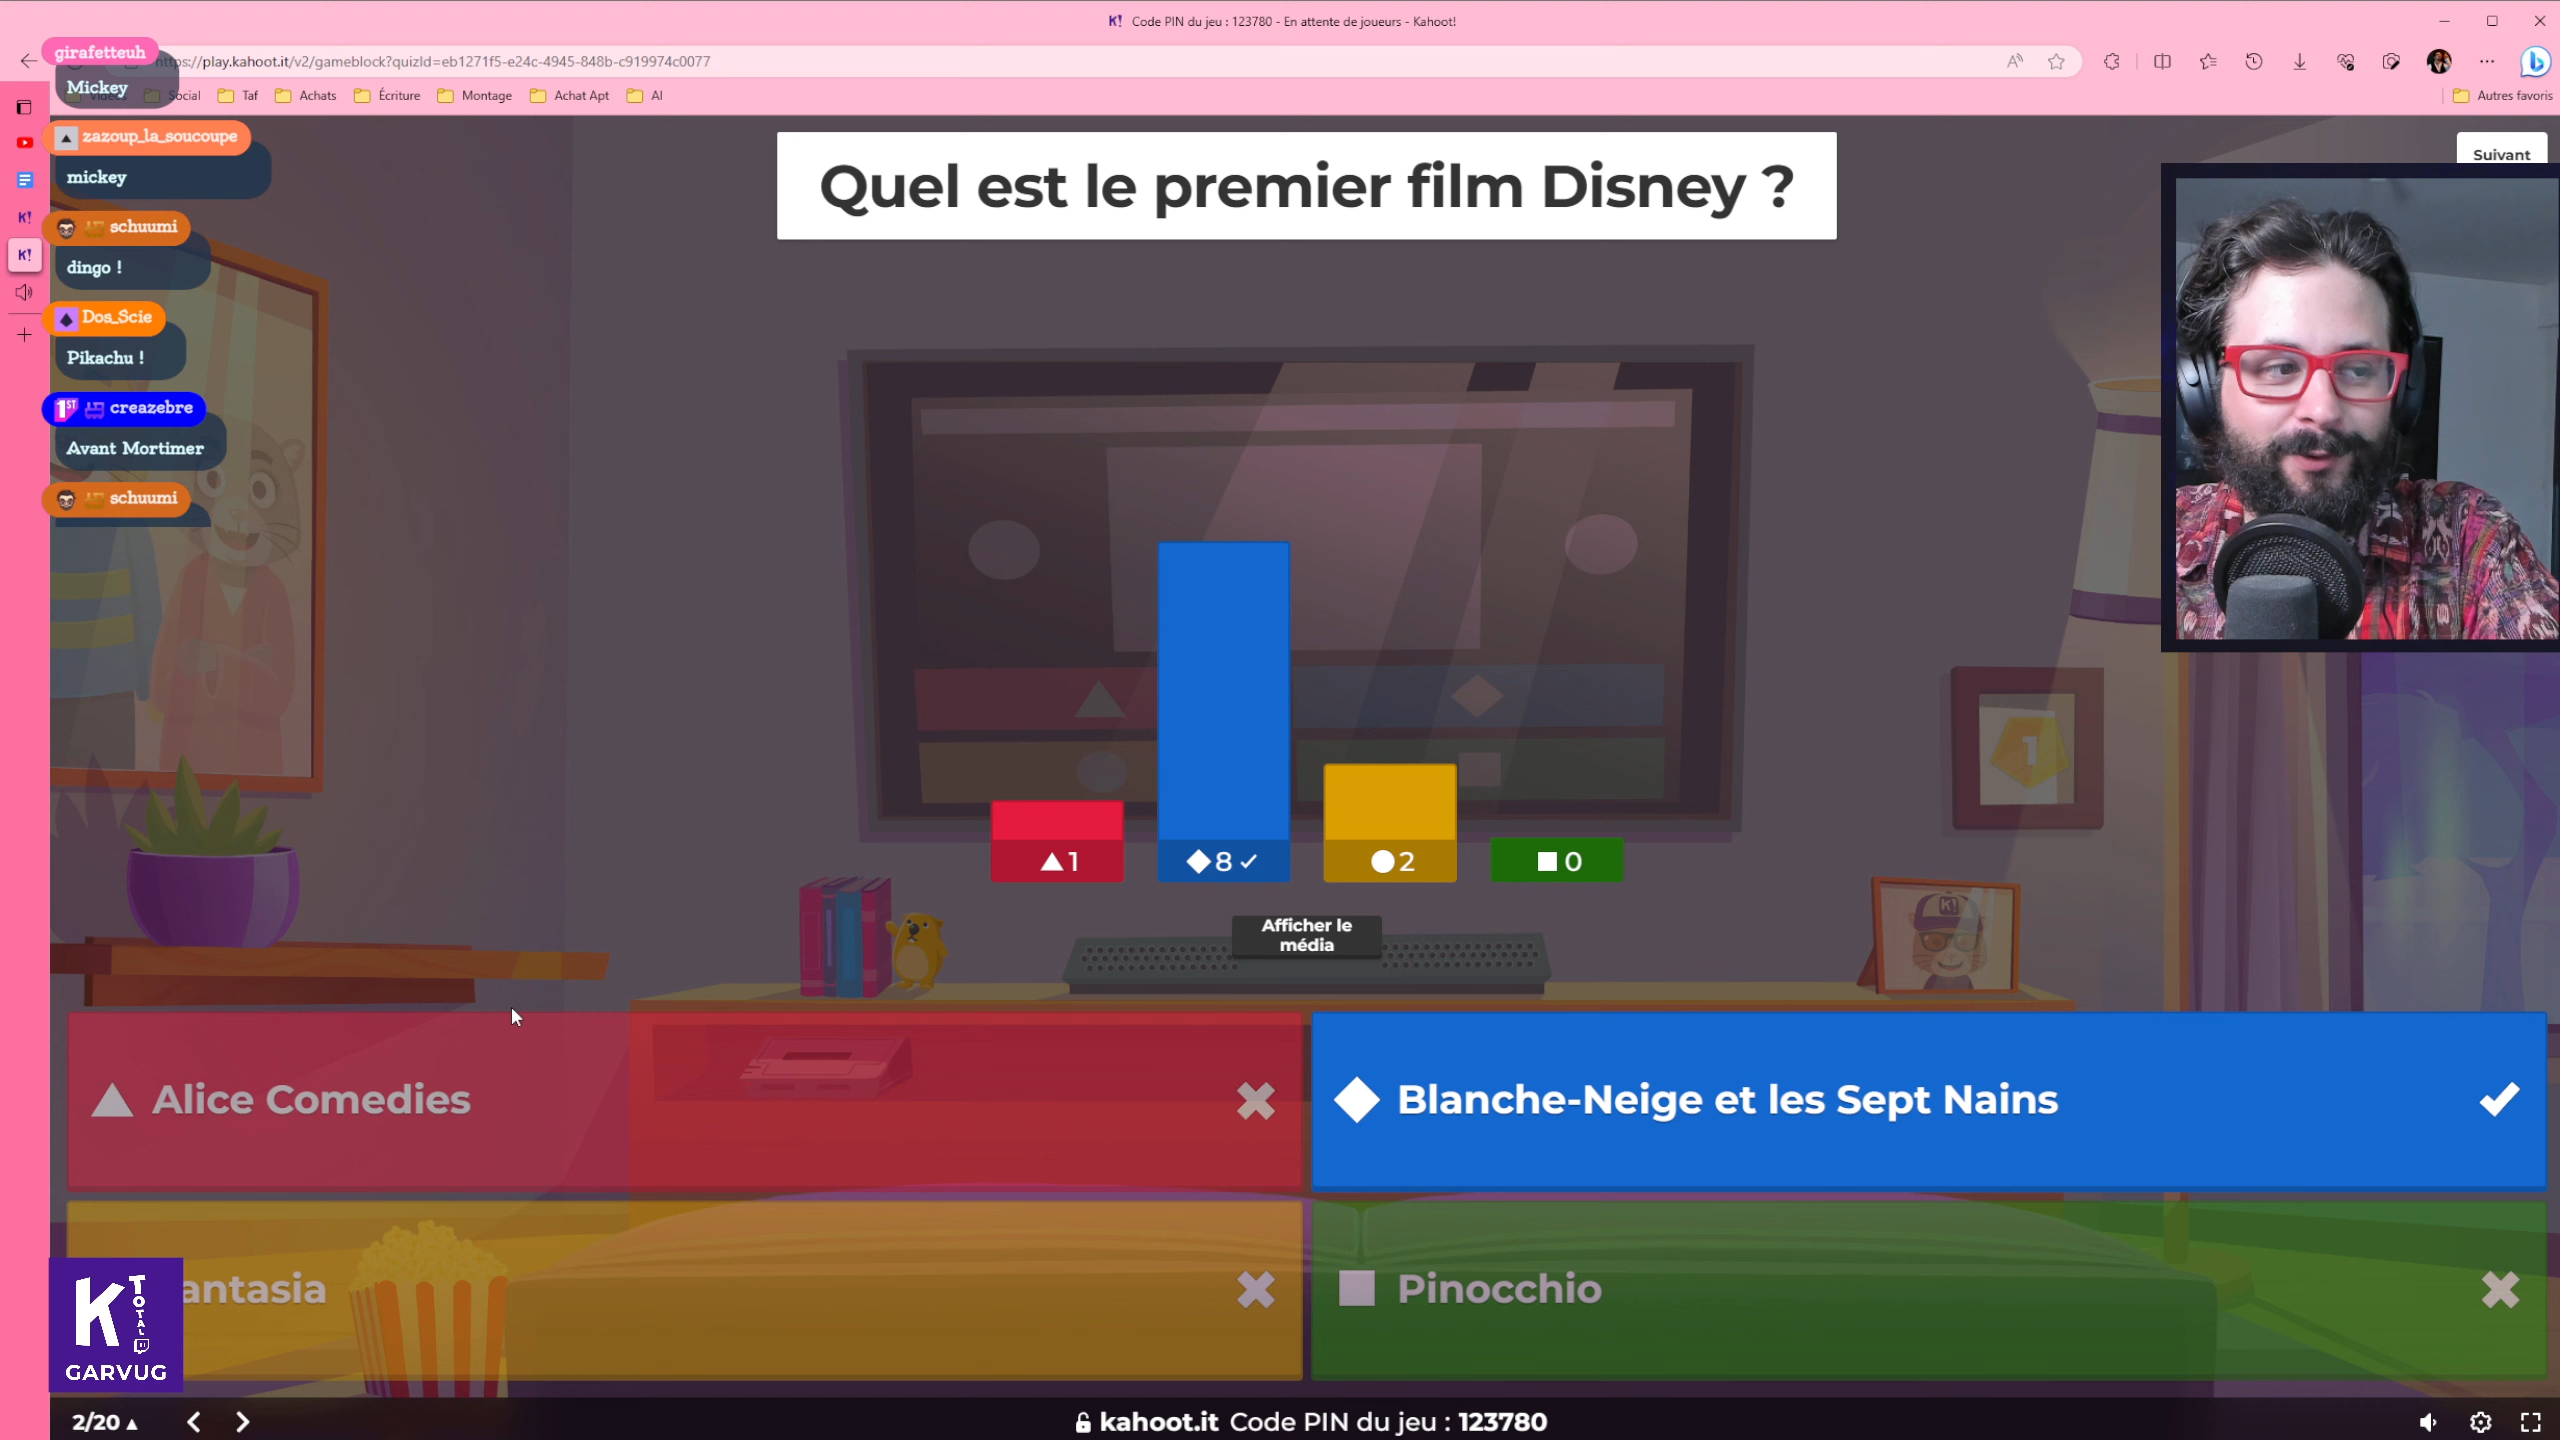 K! Code PIN du jeu : 123780 - En attente de joueurs - Kahoot!
https://play.kahoot.it/v2/gameblock?quizId=eb1271f5-e24c-4945-848b-c919974c0077
Social Taf Achats Écriture Montage Achat Apt AI Autres favoris
girafetteuh
Mickey
zazoup_la_soucoupe
mickey
schuumi
dingo !
Dos_Scie
Pikachu !
1ST creazebre
Avant Mortimer
schuumi
K!
K!
Quel est le premier film Disney ?
Suivant
1
8
2
0
1
K!
Afficher le
média
Alice Comedies
Blanche-Neige et les Sept Nains
antasia
Pinocchio
K TOTAL
GARVUG
2/20
kahoot.it Code PIN du jeu : 123780